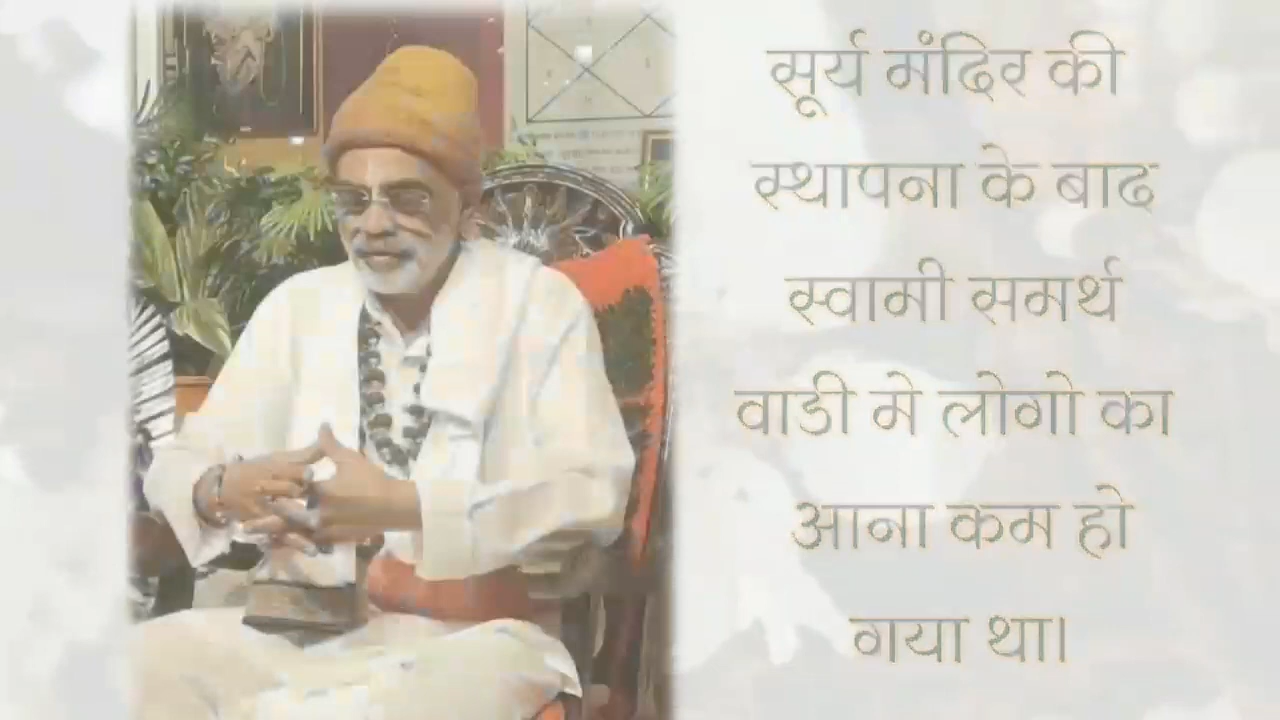 सूर्य मंदिर की
स्थापना के बाद
स्वामी समर्थ
वाडी मे लोगो का
आना कम हो
गया था।